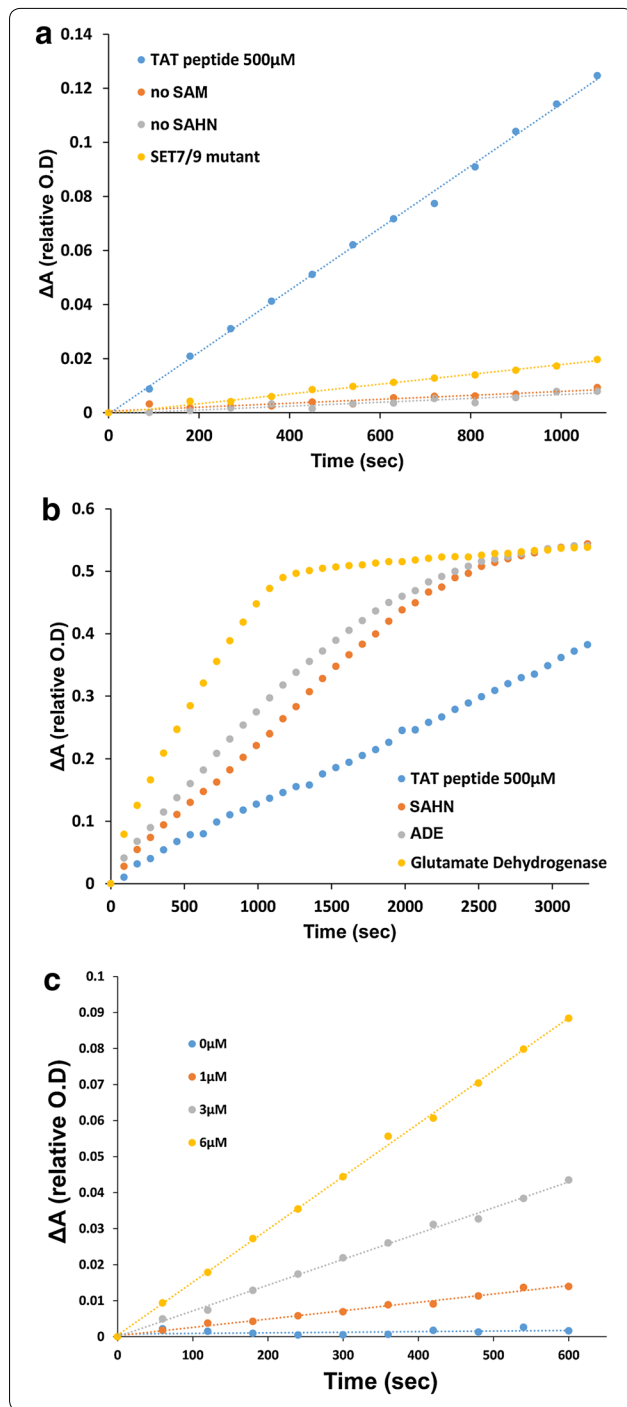 a
0.14
0.12
0.1
0.08
0.06
0.04
0.02
0
ΔA (relative O.D)
TAT peptide 500µM
no SAM
no SAHN
SET7/9 mutant
0 200 400 600 800 1000
Time (sec)
b
0.6
0.5
0.4
0.3
0.2
0.1
0
ΔA (relative O.D)
TAT peptide 500µM
SAHN
ADE
Glutamate Dehydrogenase
0 500 1000 1500 2000 2500 3000
Time (sec)
c
0.1
0.09
0.08
0.07
0.06
0.05
0.04
0.03
0.02
0.01
0
ΔA (relative O.D)
0µM
1µM
3µM
6µM
0 100 200 300 400 500 600
Time (sec)